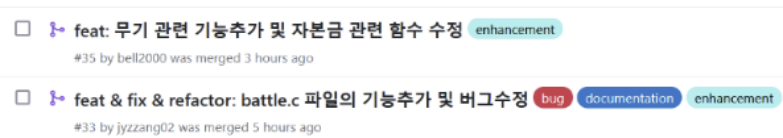 feat: 무기 관련 기능추가 및 자본금 관련 함수 수정 enhancement
#35 by bell2000 was merged 3 hours ago
feat & fix & refactor: battle.c 파일의 기능추가 및 버그수정 bug documentation enhancement
#33 by jyzzang02 was merged 5 hours ago